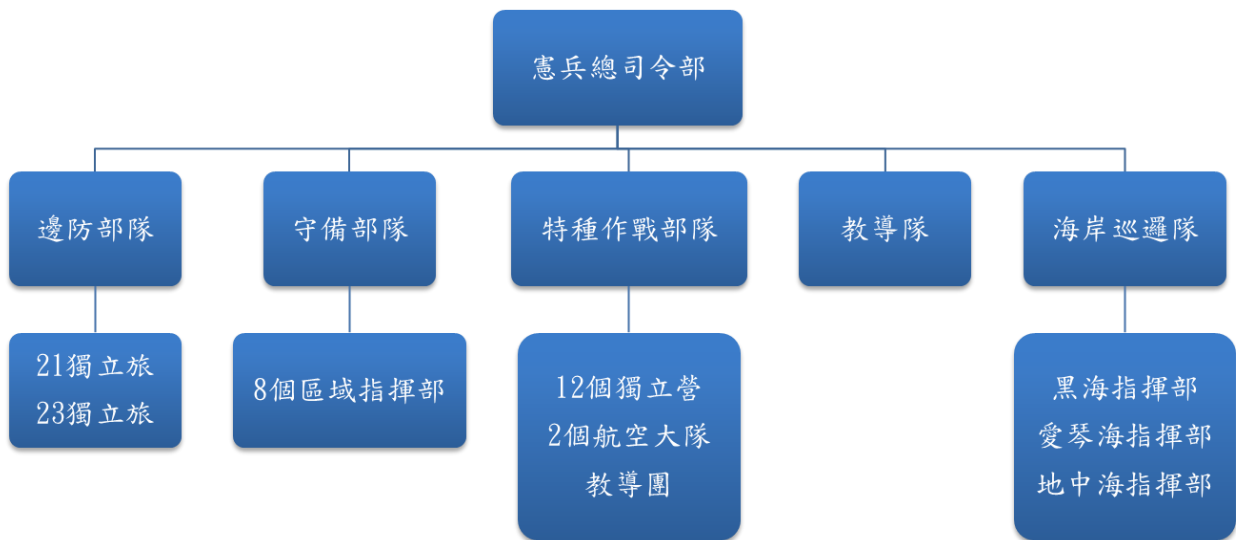 憲兵總司令部
邊防部隊
守備部隊
特種作戰部隊
教導隊
海岸巡邏隊
21獨立旅
23獨立旅
8個區域指揮部
12個獨立營
2個航空大隊
教導團
黑海指揮部
愛琴海指揮部
地中海指揮部